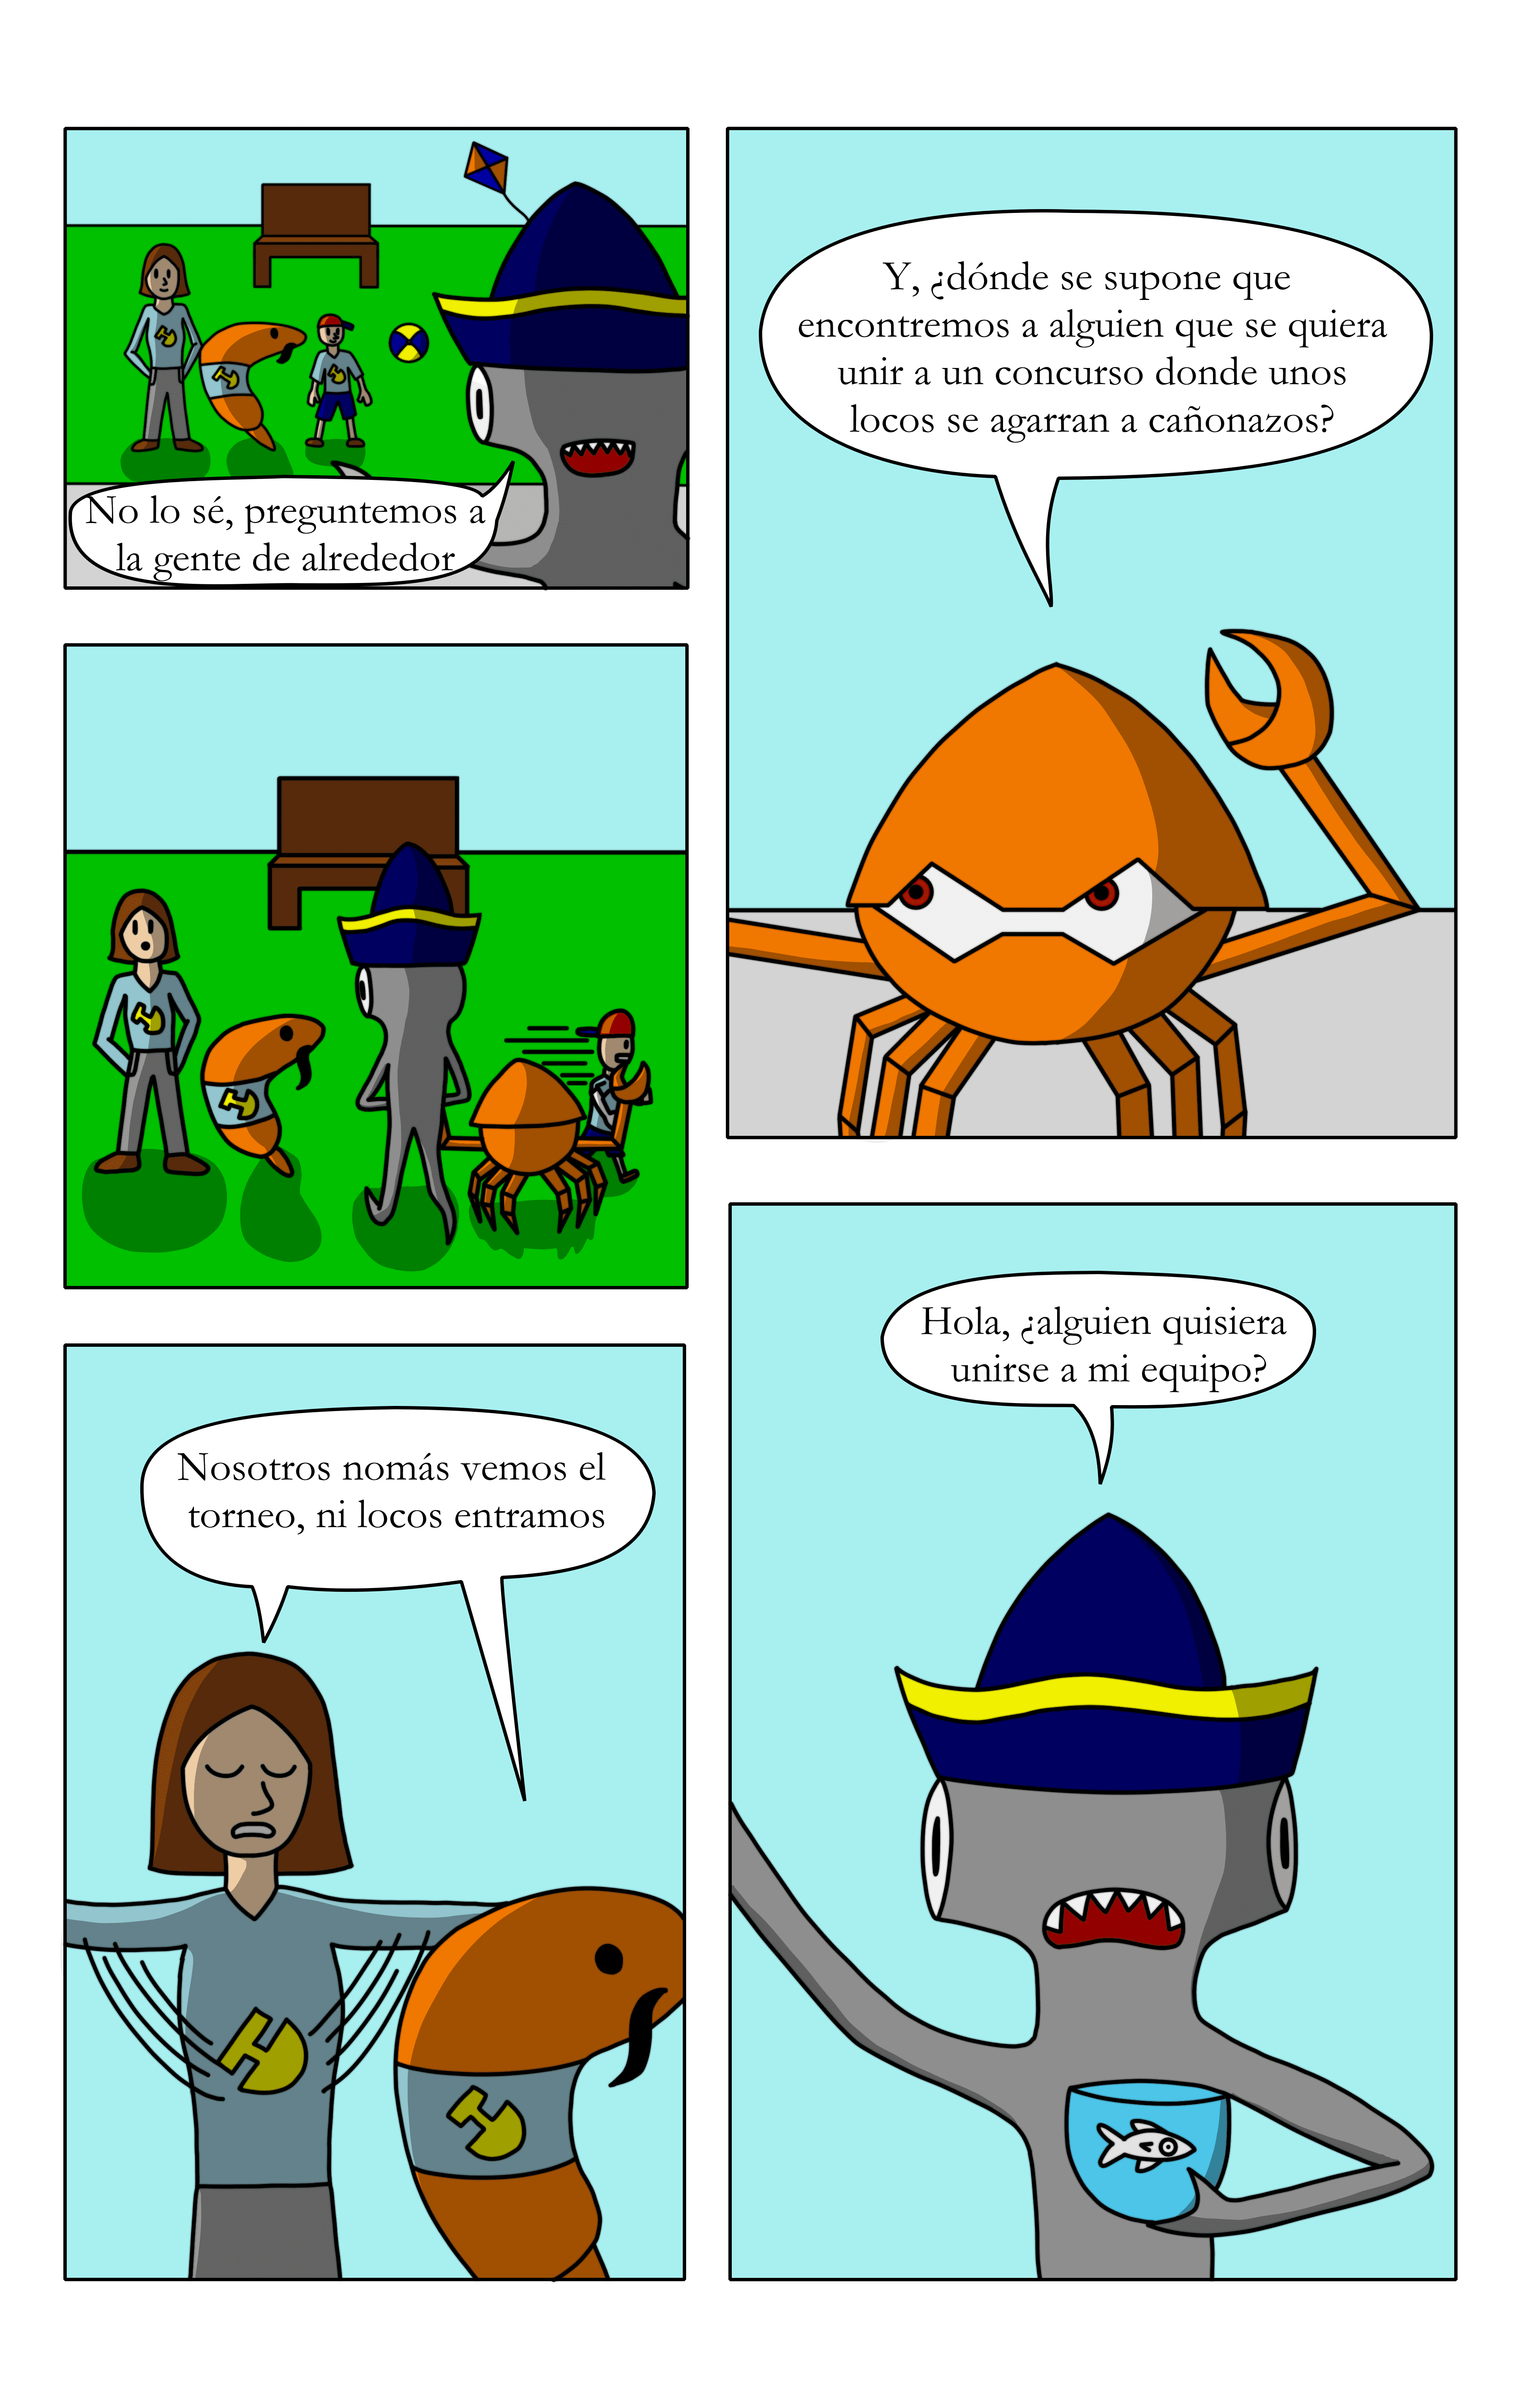 Y, ¿dónde se supone que
encontremos a alguien que se quiera
unir a un concurso donde unos
locos se agarran a cañonazos?
No lo sé, preguntemos a
la gente de alrededor
Hola, ¿alguien quisiera
unirse a mi equipo?
Nosotros nomás vemos el
torneo, ni locos entramos